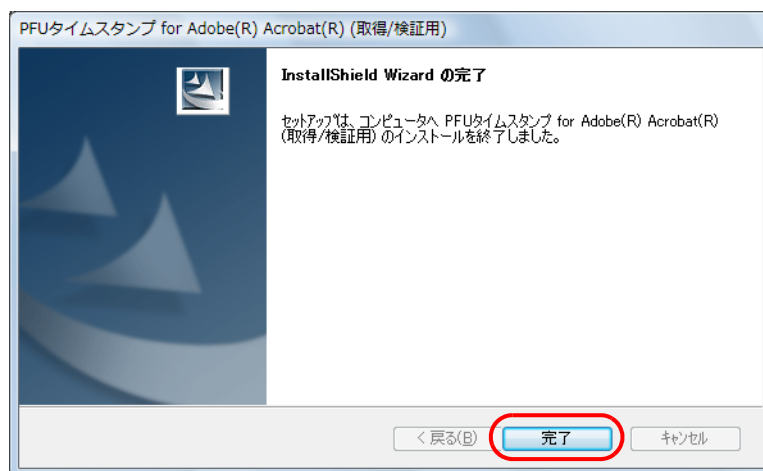 PFUタイムスタンプ for Adobe(R) Acrobat(R) (取得/検証用)
InstallShield Wizard の完了
セットアップは、コンピュータへ PFUタイムスタンプ for Adobe(R) Acrobat(R)
(取得/検証用) のインストールを終了しました。
< 戻る(B) 完了 キャンセル